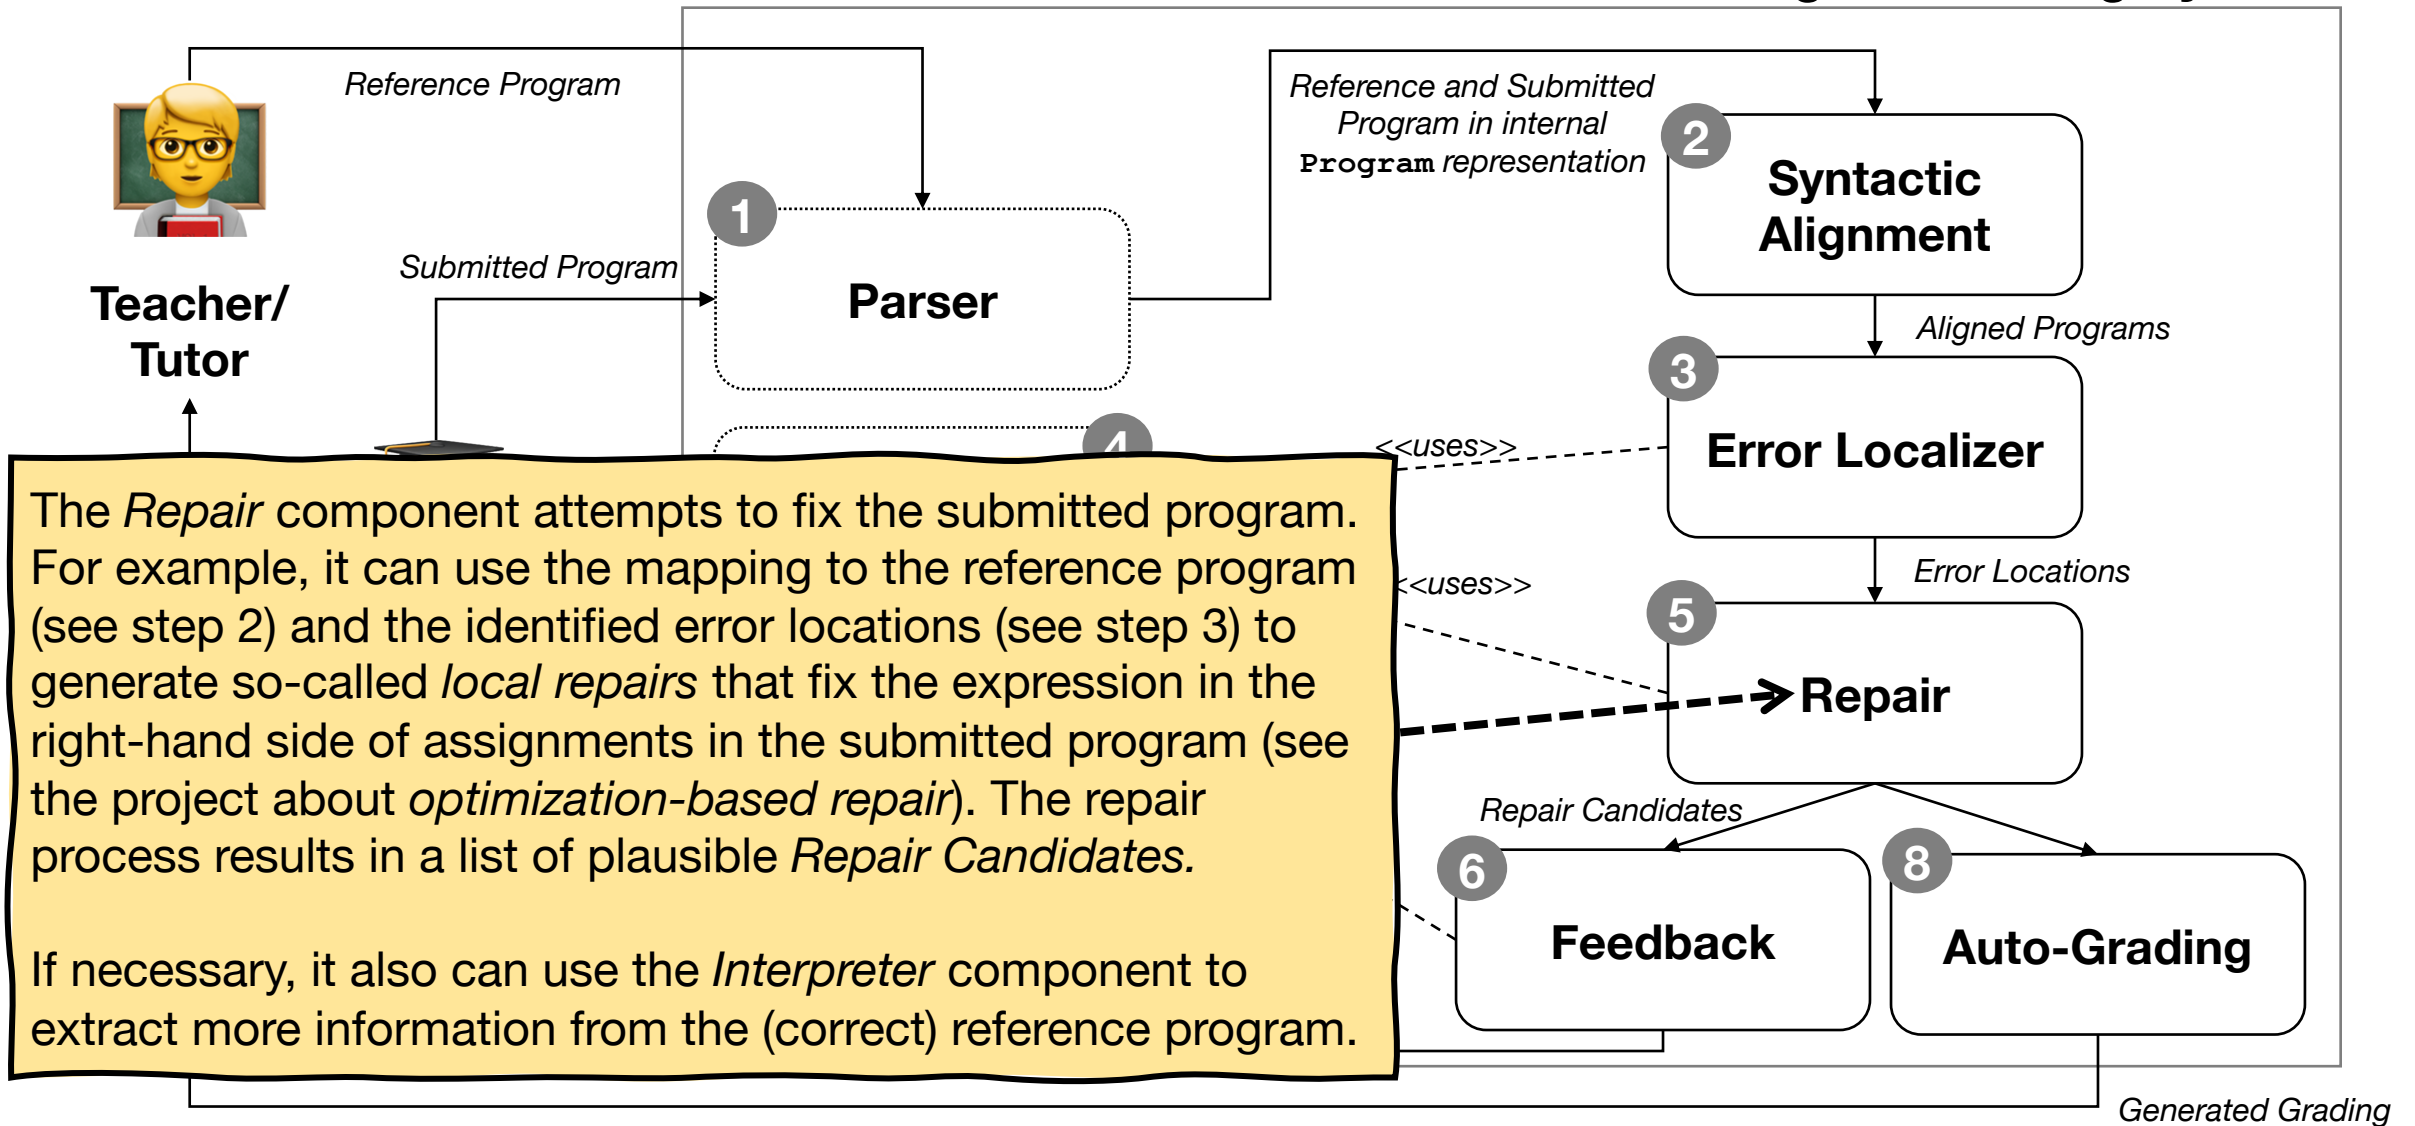 Reference Program
Reference and Submitted
Program in internal
Program representation
2
Syntactic
Alignment
1
Submitted Program
Parser
Teacher/
Tutor
Aligned Programs
3
4
<<uses>>
Error Localizer
The Repair component attempts to fix the submitted program.
For example, it can use the mapping to the reference program
(see step 2) and the identified error locations (see step 3) to
generate so-called local repairs that fix the expression in the
right-hand side of assignments in the submitted program (see
the project about optimization-based repair). The repair
process results in a list of plausible Repair Candidates.
If necessary, it also can use the Interpreter component to
extract more information from the (correct) reference program.
<<uses>>
Error Locations
5
Repair
Repair Candidates
6
Feedback
8
Auto-Grading
Generated Grading